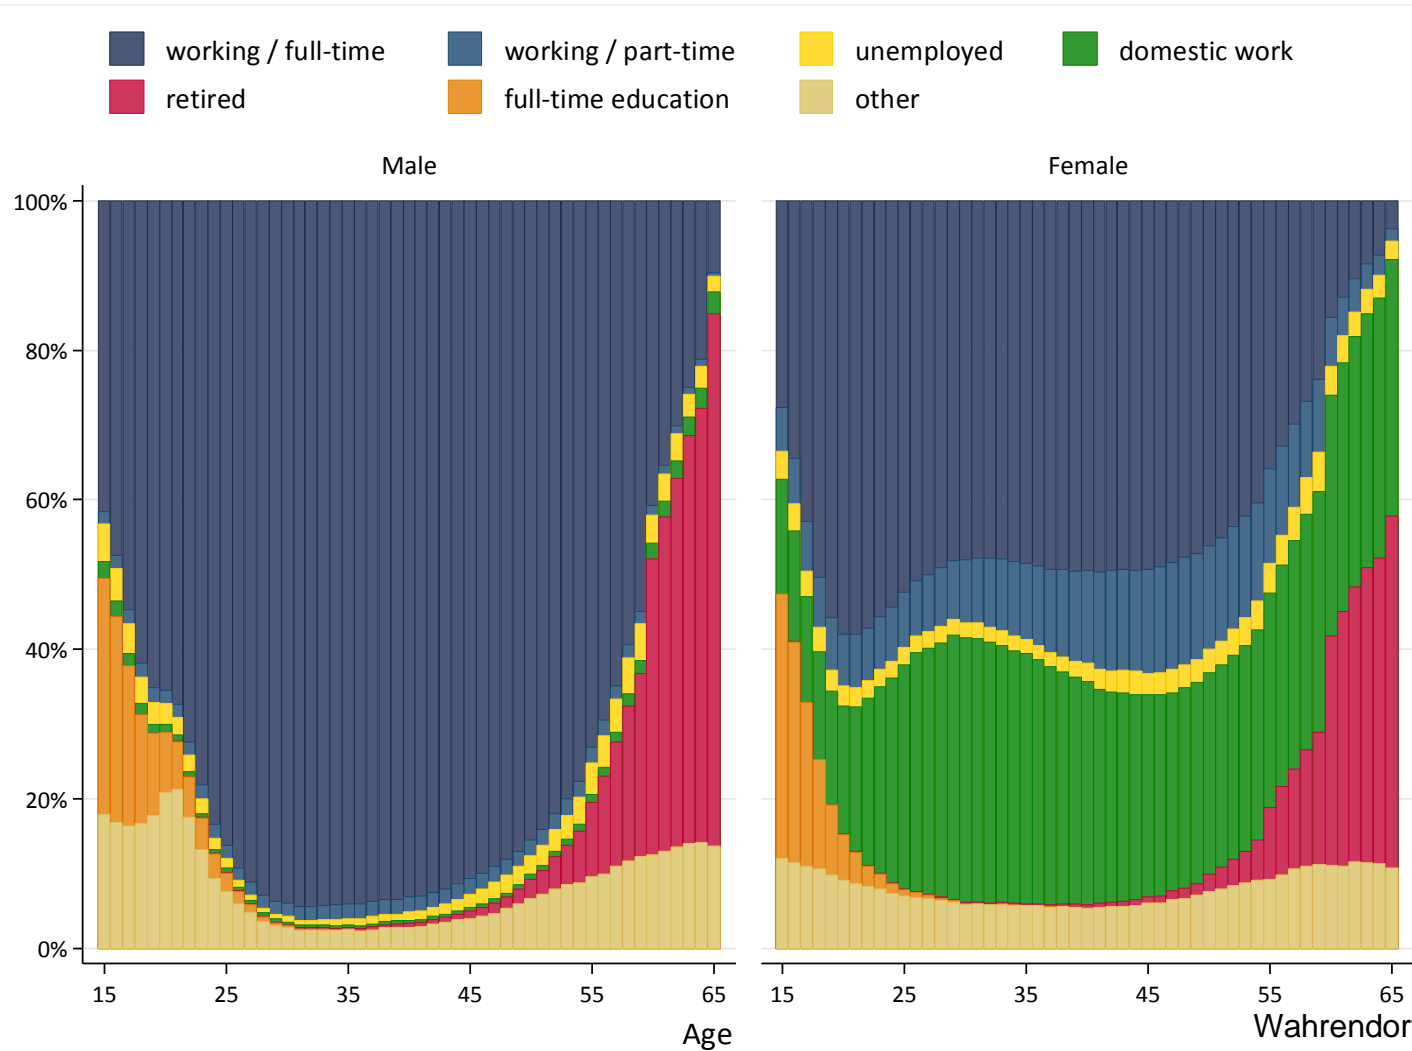 working / full-time working / part-time unemployed domestic work
retired full-time education other
Male Female
100%
80%
60%
40%
20%
0%
15 25 35 45 55 65 15 25 35 45 55 65
Age Wahrendor